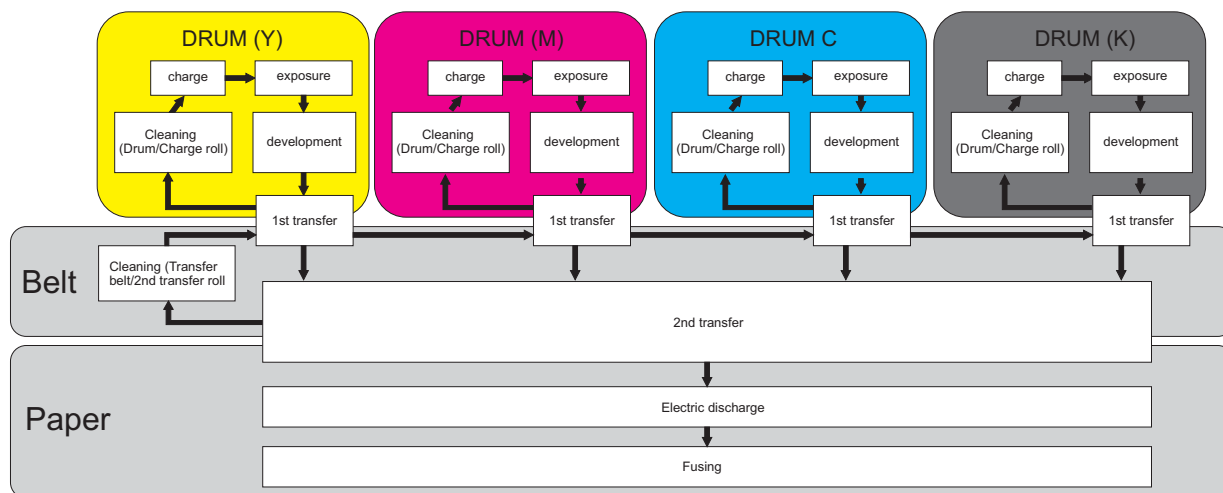 DRUM (Y)
charge
exposure
Cleaning
(Drum/Charge roll)
development
1st transfer
DRUM (M)
charge
exposure
Cleaning
(Drum/Charge roll)
development
1st transfer
DRUM C
charge
exposure
Cleaning
(Drum/Charge roll)
development
1st transfer
DRUM (K)
charge
exposure
Cleaning
(Drum/Charge roll)
development
1st transfer
Belt
Cleaning (Transfer
belt/2nd transfer roll
2nd transfer
Paper
Electric discharge
Fusing